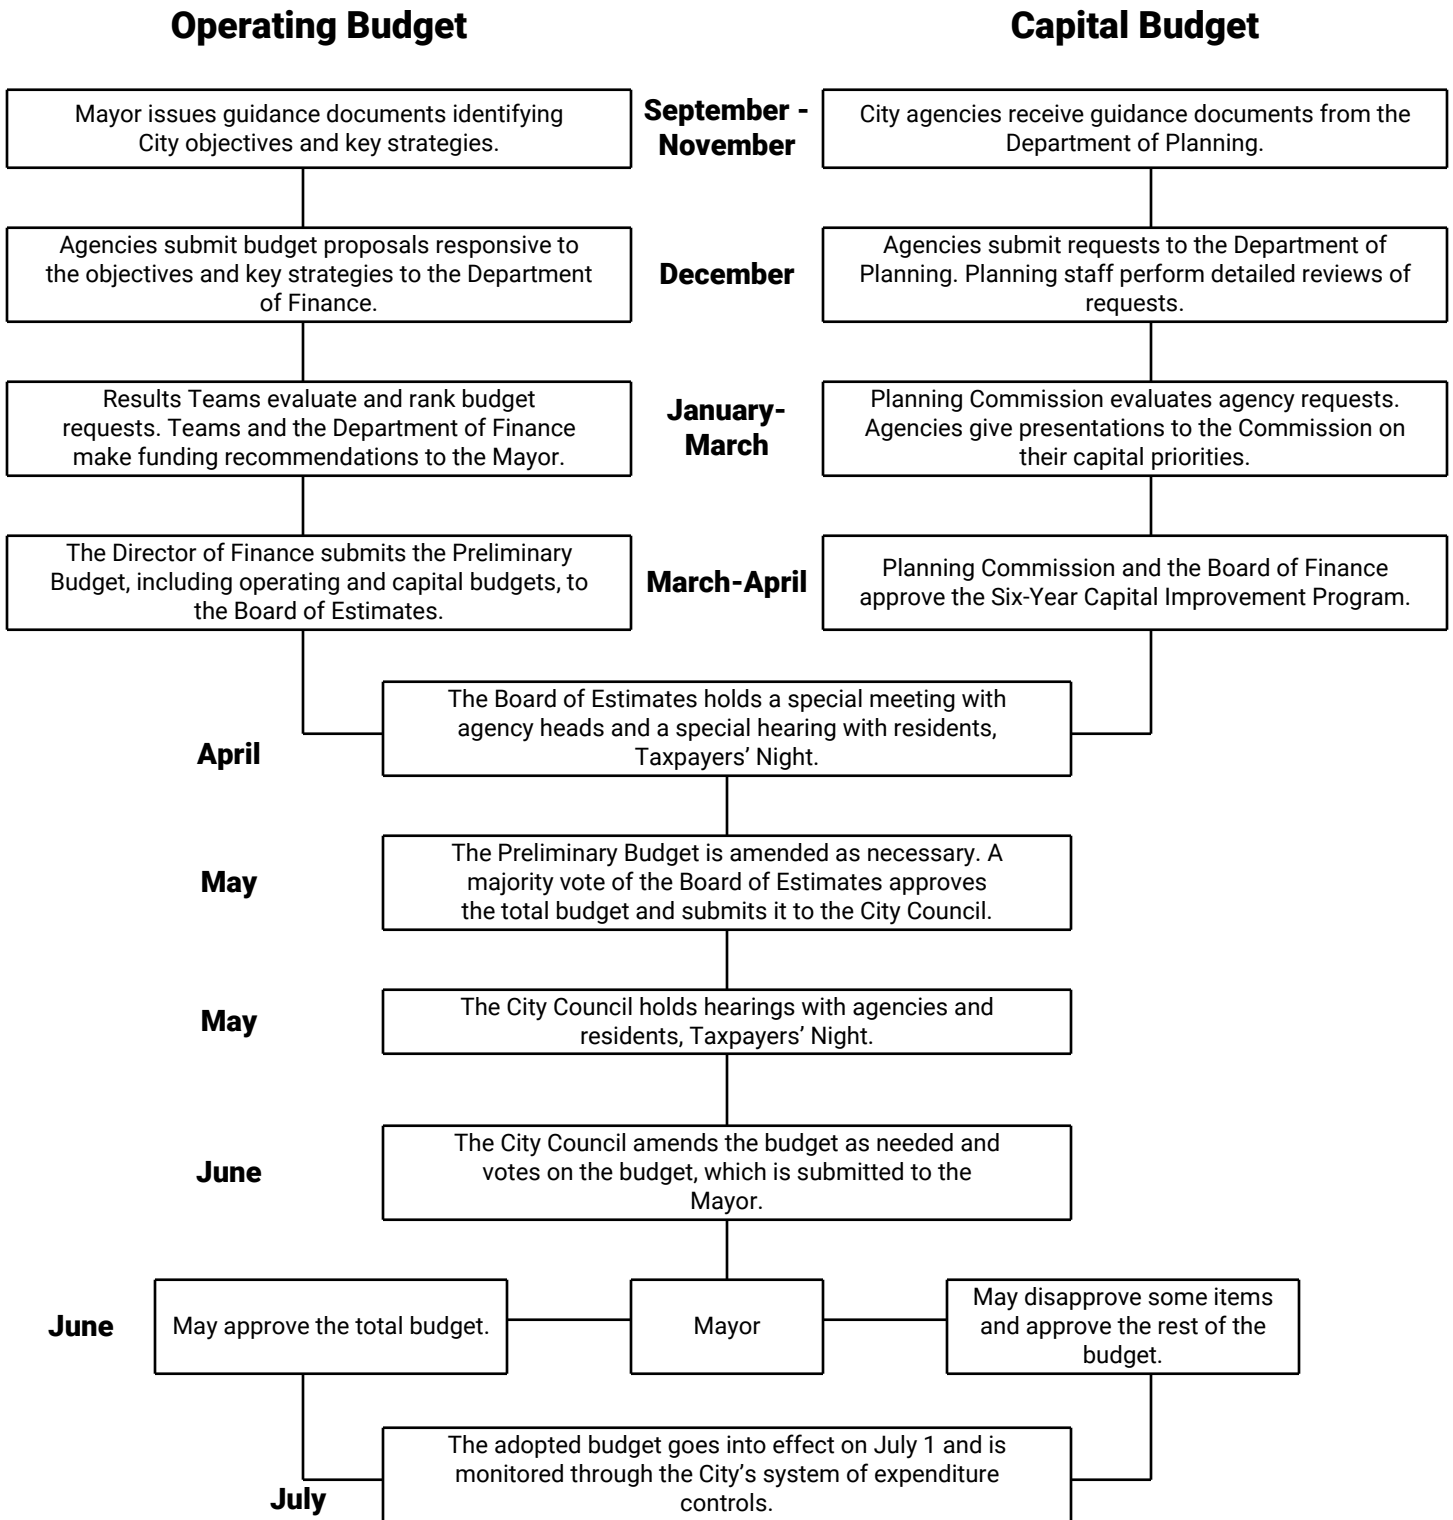 Operating Budget
Capital Budget
Mayor issues guidance documents identifying
City objectives and key strategies.
September -
November
City agencies receive guidance documents from the
Department of Planning.
Agencies submit budget proposals responsive to
the objectives and key strategies to the Department
of Finance.
December
Agencies submit requests to the Department of
Planning. Planning staff perform detailed reviews of
requests.
Results Teams evaluate and rank budget
requests. Teams and the Department of Finance
make funding recommendations to the Mayor.
January-
March
Planning Commission evaluates agency requests.
Agencies give presentations to the Commission on
their capital priorities.
The Director of Finance submits the Preliminary
Budget, including operating and capital budgets, to
the Board of Estimates.
March-April
Planning Commission and the Board of Finance
approve the Six-Year Capital Improvement Program.
April
The Board of Estimates holds a special meeting with
agency heads and a special hearing with residents,
Taxpayers’ Night.
May
The Preliminary Budget is amended as necessary. A
majority vote of the Board of Estimates approves
the total budget and submits it to the City Council.
May
The City Council holds hearings with agencies and
residents, Taxpayers’ Night.
June
The City Council amends the budget as needed and
votes on the budget, which is submitted to the
Mayor.
June
May approve the total budget.
Mayor
May disapprove some items
and approve the rest of the
budget.
July
The adopted budget goes into effect on July 1 and is
monitored through the City’s system of expenditure
controls.